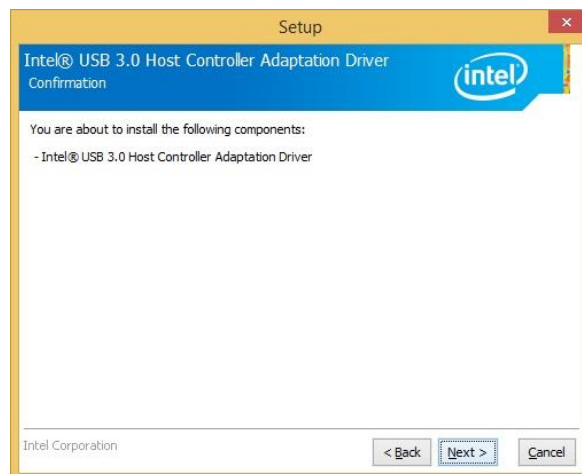 Setup
Intel® USB 3.0 Host Controller Adaptation Driver
Confirmation
intel
You are about to install the following components:
- Intel® USB 3.0 Host Controller Adaptation Driver
Intel Corporation
< Back Next > Cancel